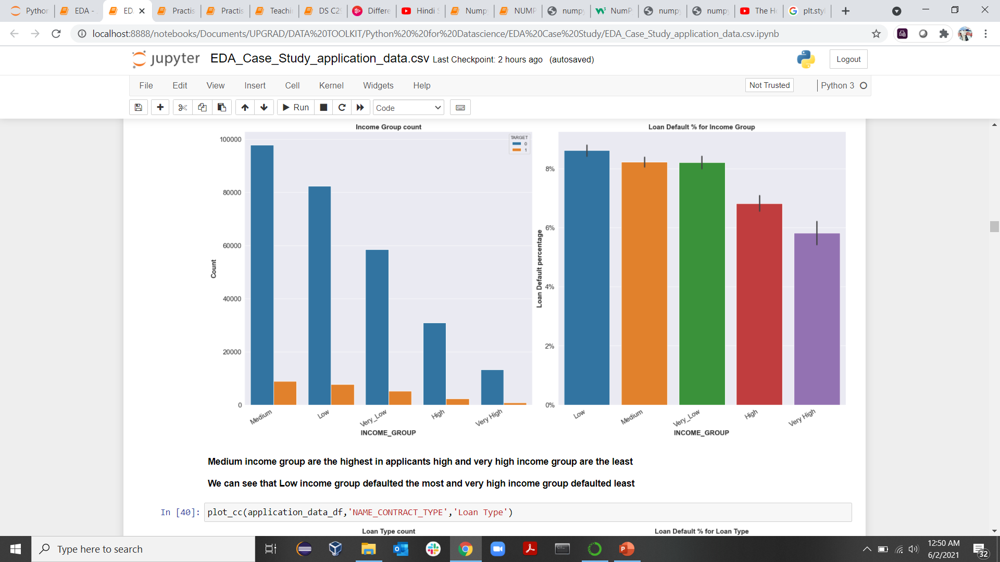 Python
EDA -
ED
Practis
Practis
Teachi
DS C29
Differe
Hindi S
Nump
NUMP
numpy
NumP
numpy
numpy
The Ho
plt.styl
localhost:8888/notebooks/Documents/UPGRAD/DATA%20TOOLKIT/Python%20%20for%20Datascience/EDA%20Case%20Study/EDA_Case_Study_application_data.csv.ipynb
jupyter EDA_Case_Study_application_data.csv Last Checkpoint: 2 hours ago (autosaved)
Logout
File Edit View Insert Cell Kernel Widgets Help
Not Trusted
Python 3
Run
Code
Income Group count
100000
80000
60000
40000
20000
0
Count
TARGET
0
1
Medium
Low
Very_Low
High
Very High
INCOME_GROUP
Loan Default % for Income Group
8%
6%
4%
2%
0%
Loan Default percentage
Low
Medium
Very_Low
High
Very High
INCOME_GROUP
Medium income group are the highest in applicants high and very high income group are the least
We can see that Low income group defaulted the most and very high income group defaulted least
In [40]: plot_cc(application_data_df,'NAME_CONTRACT_TYPE','Loan Type')
Loan Type count
Loan Default % for Loan Type
Type here to search
12:50 AM
6/2/2021
32